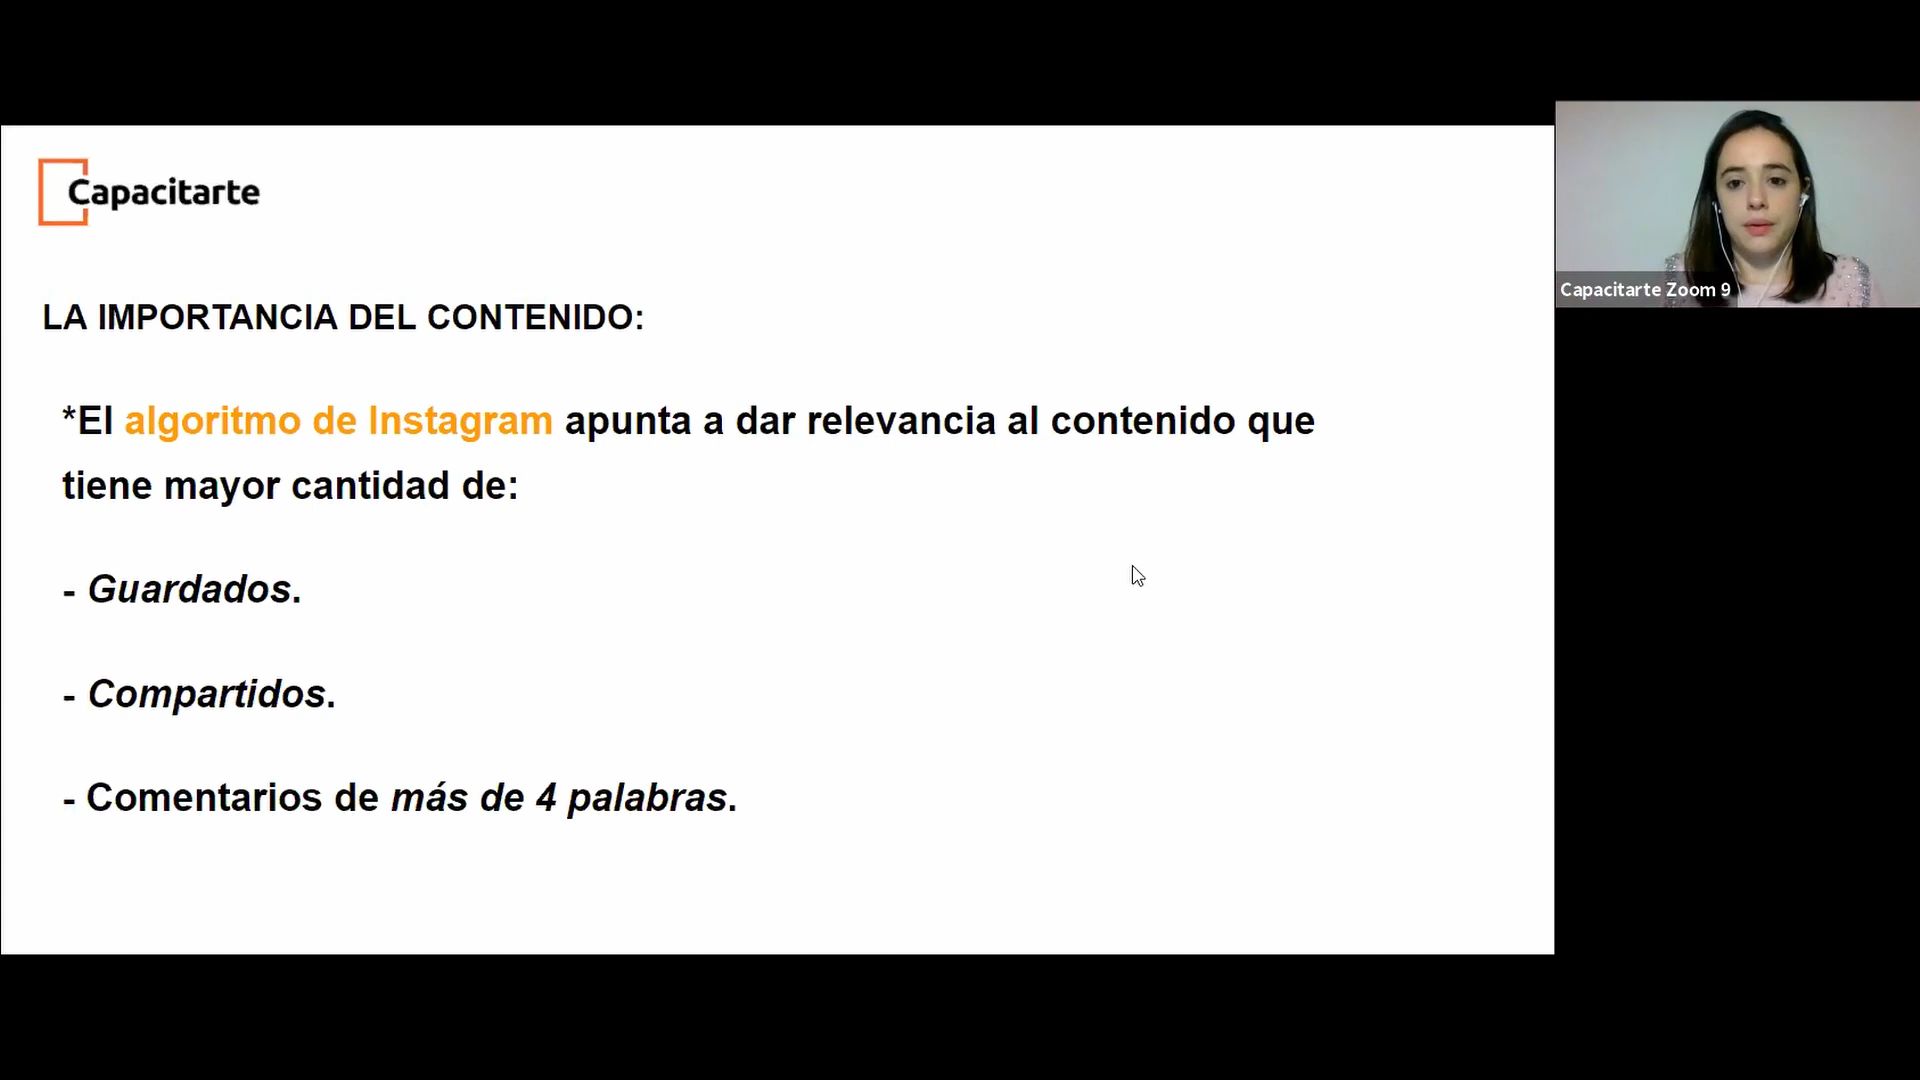 Capacitarte
LA IMPORTANCIA DEL CONTENIDO:
*El algoritmo de Instagram apunta a dar relevancia al contenido que
tiene mayor cantidad de:
- Guardados.
- Compartidos.
- Comentarios de más de 4 palabras.
Capacitarte Zoom 9